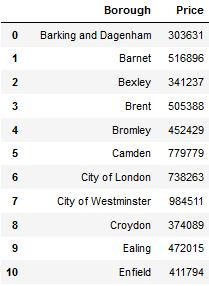 Borough Price
0 Barking and Dagenham 303631
1 Barnet 516896
2 Bexley 341237
3 Brent 505388
4 Bromley 452429
5 Camden 779779
6 City of London 738263
7 City of Westminster 984511
8 Croydon 374089
9 Ealing 472015
10 Enfield 411794